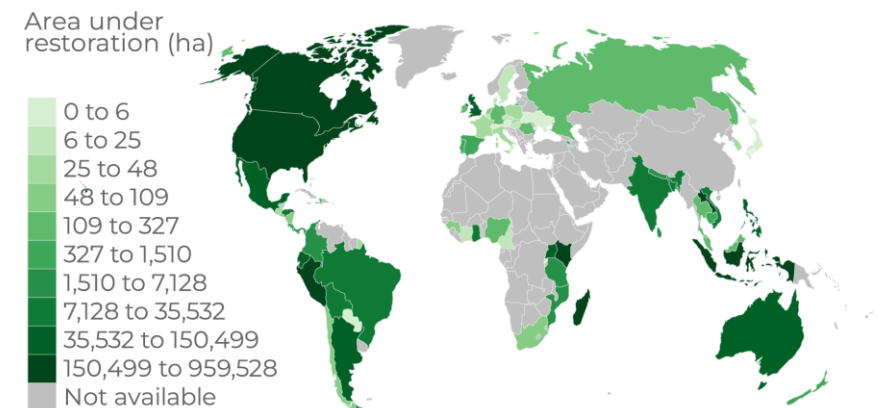 Area under
restoration (ha)
0 to 6
6 to 25
25 to 48
48 to 109
109 to 327
327 to 1,510
1,510 to 7,128
7,128 to 35,532
35,532 to 150,499
150,499 to 959,528
Not available